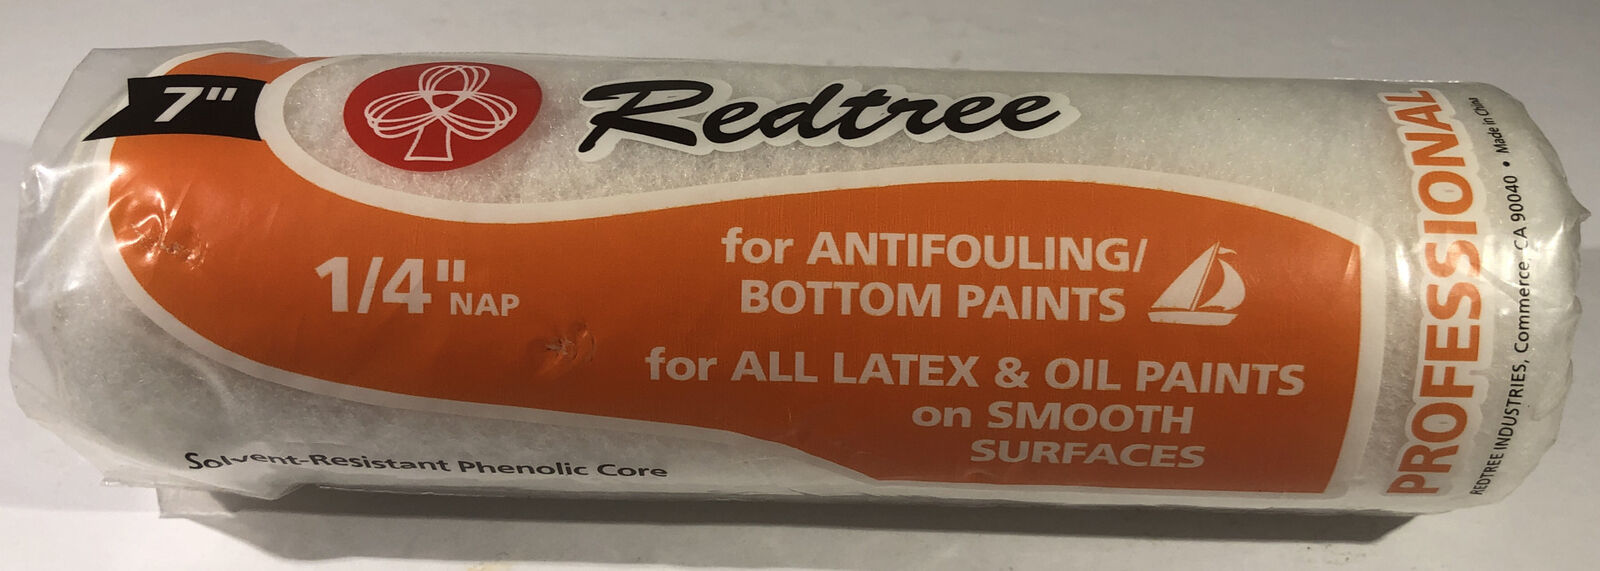 7"
Redtree
1/4" NAP
for ANTIFOULING/
BOTTOM PAINTS
for ALL LATEX & OIL PAINTS
on SMOOTH
SURFACES
Solvent-Resistant Phenolic Core
PROFESSIONAL
REDTREE INDUSTRIES, Commerce, CA 90040 • Made in China